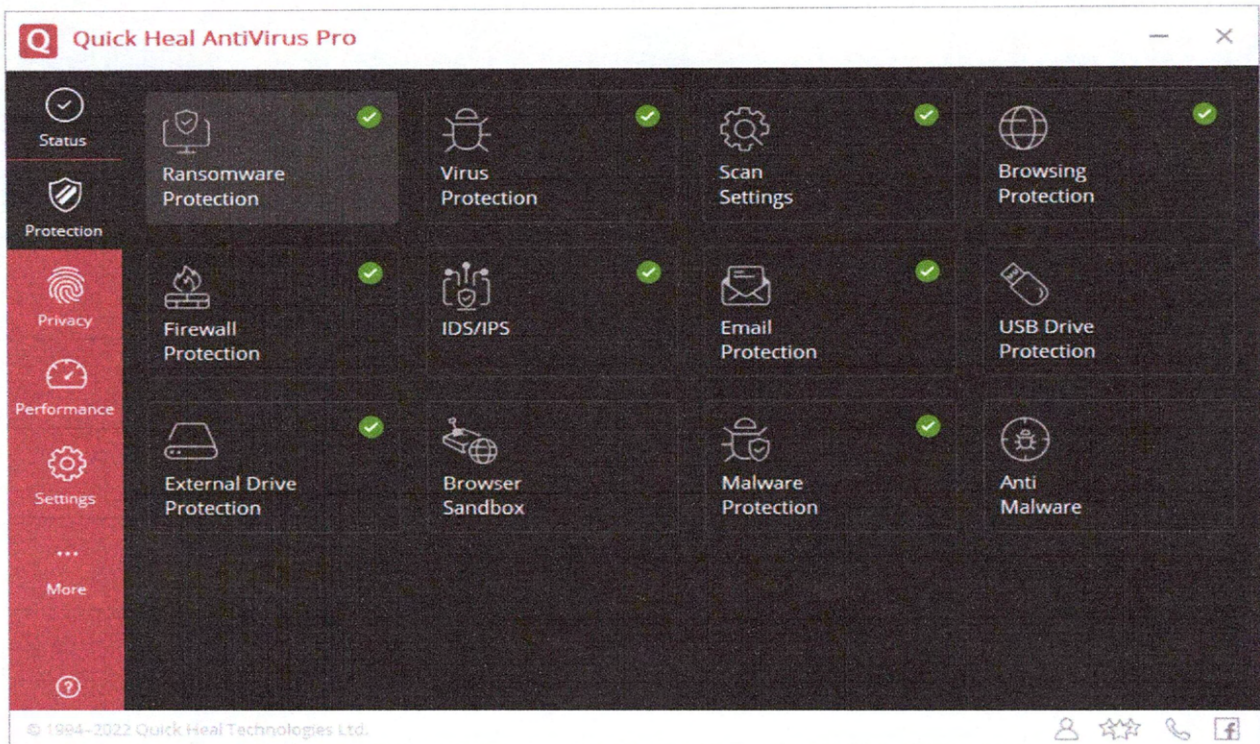 Q Quick Heal AntiVirus Pro
Status
Protection
Privacy
Performance
Settings
More
Ransomware
Protection
Virus
Protection
Scan
Settings
Browsing
Protection
Firewall
Protection
IDS/IPS
Email
Protection
USB Drive
Protection
External Drive
Protection
Browser
Sandbox
Malware
Protection
Anti
Malware
?
© 1994-2022 Quick Heal Technologies Ltd.
f